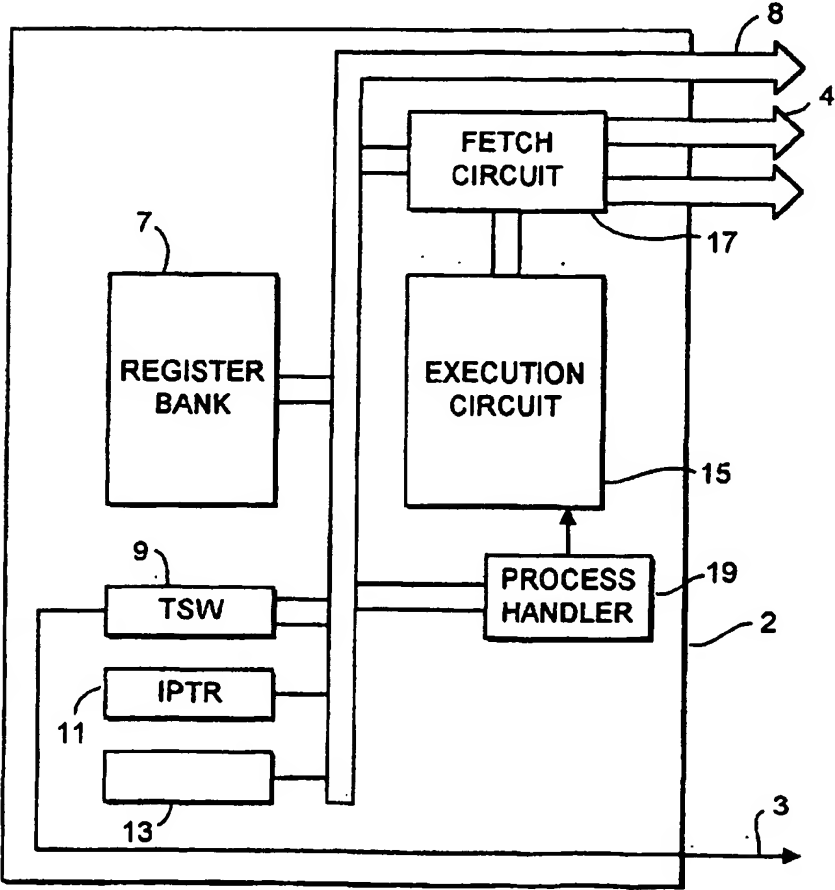 8
4
FETCH
CIRCUIT
17
7
REGISTER
BANK
EXECUTION
CIRCUIT
15
9
TSW
PROCESS
HANDLER
19
2
11
IPTR
13
3